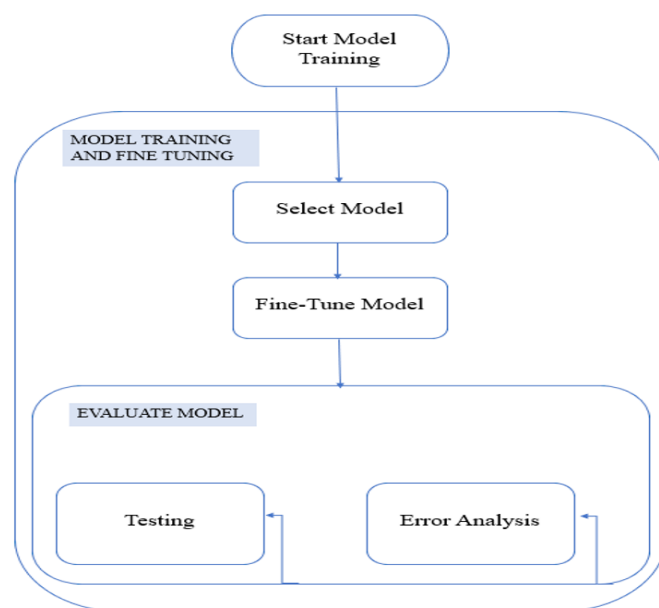 Start Model
Training
MODEL TRAINING
AND FINE TUNING
Select Model
Fine-Tune Model
EVALUATE MODEL
Testing
Error Analysis